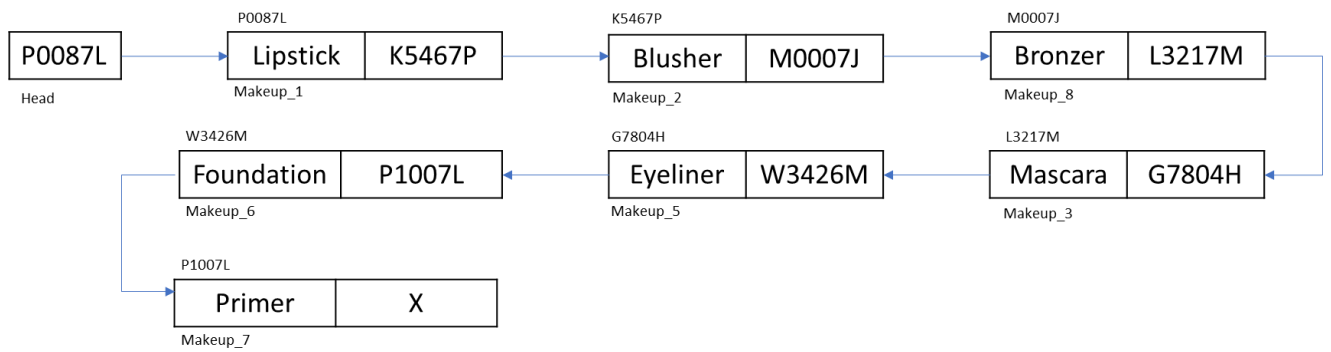 P0087L
K5467P
M0007J
P0087L
Lipstick K5467P
Blusher M0007J
Bronzer L3217M
Head
Makeup_1
Makeup_2
Makeup_8
W3426M
G7804H
L3217M
Foundation P1007L
Eyeliner W3426M
Mascara G7804H
Makeup_6
Makeup_5
Makeup_3
P1007L
Primer X
Makeup_7